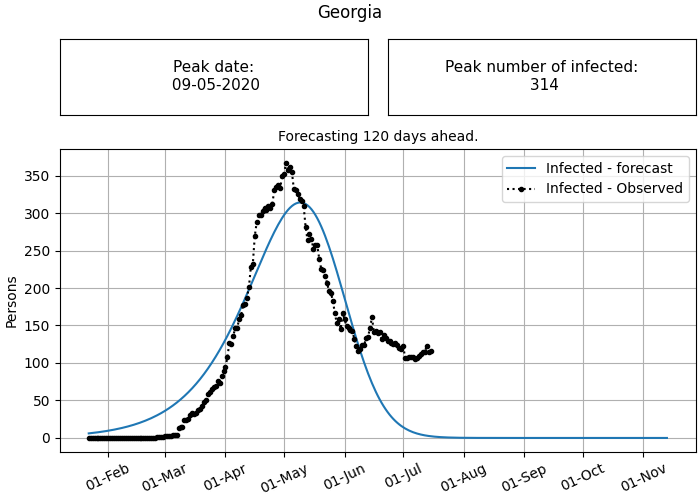 Georgia
Peak date:
09-05-2020
Peak number of infected:
314
Forecasting 120 days ahead.
Infected - forecast
Infected - Observed
Persons
350
300
250
200
150
100
50
0
01-Feb
01-Mar
01-Apr
01-May
01-Jun
01-Jul
01-Aug
01-Sep
01-Oct
01-Nov